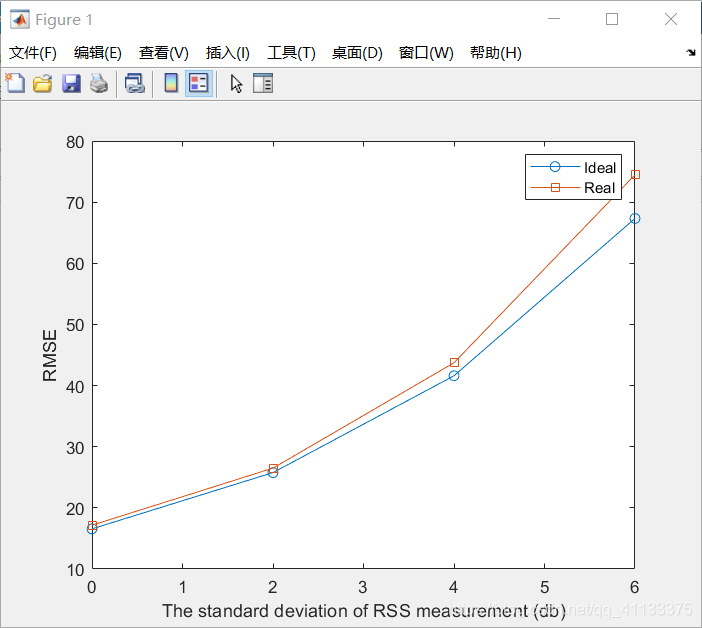 Figure 1
文件(F) 编辑(E) 查看(V) 插入(I) 工具(T) 桌面(D) 窗口(W) 帮助(H)
80
70
60
50
40
30
20
10
RMSE
Ideal
Real
0 1 2 3 4 5 6
The standard deviation of RSS measurement (db)
qq_41133375